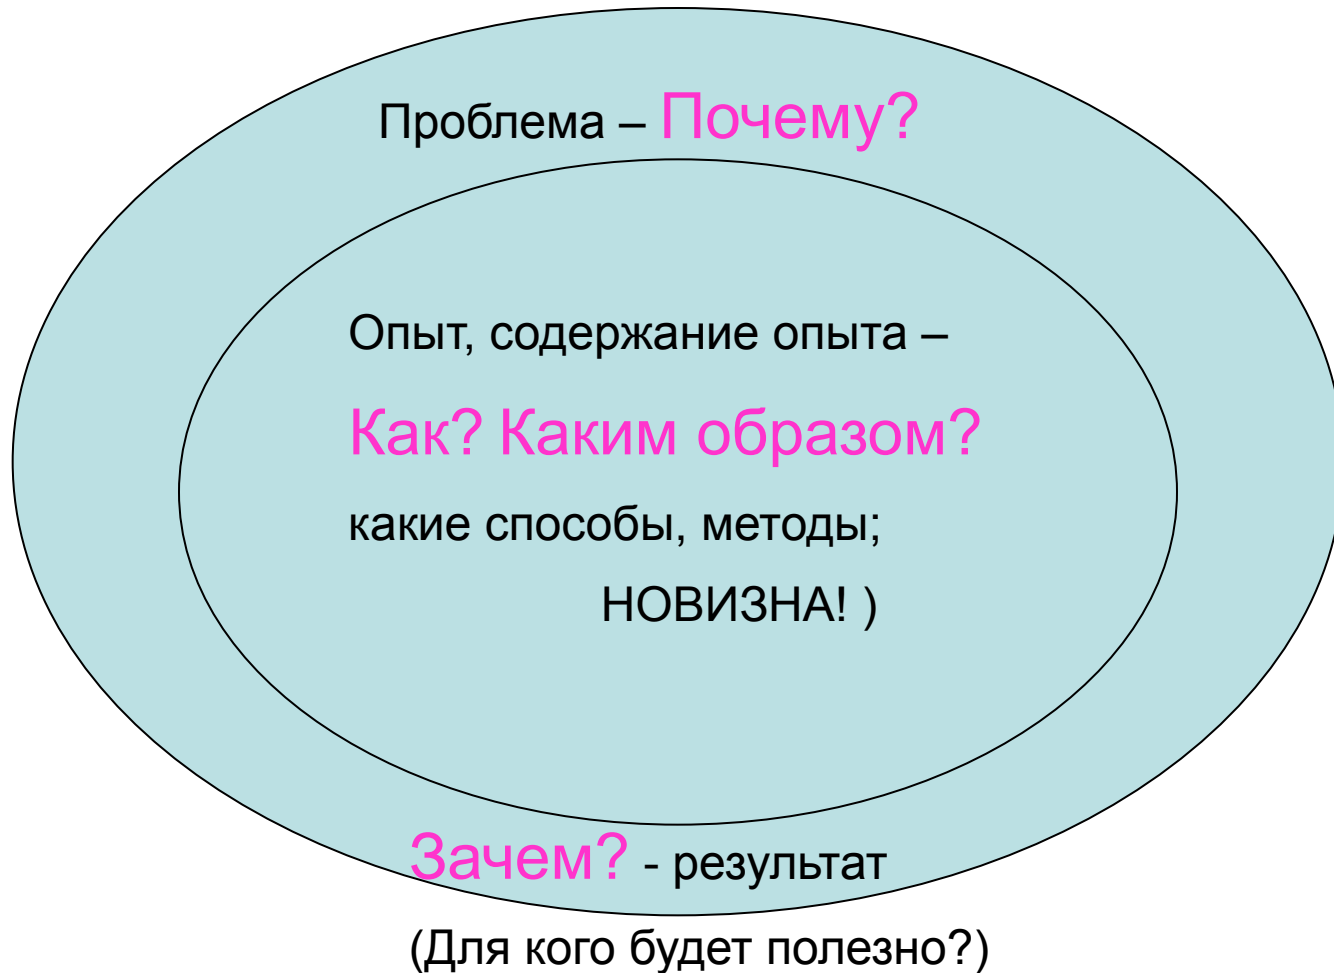 Проблема – Почему?
Опыт, содержание опыта –
Как? Каким образом?
какие способы, методы;
НОВИЗНА! )
Зачем? - результат
(Для кого будет полезно?)